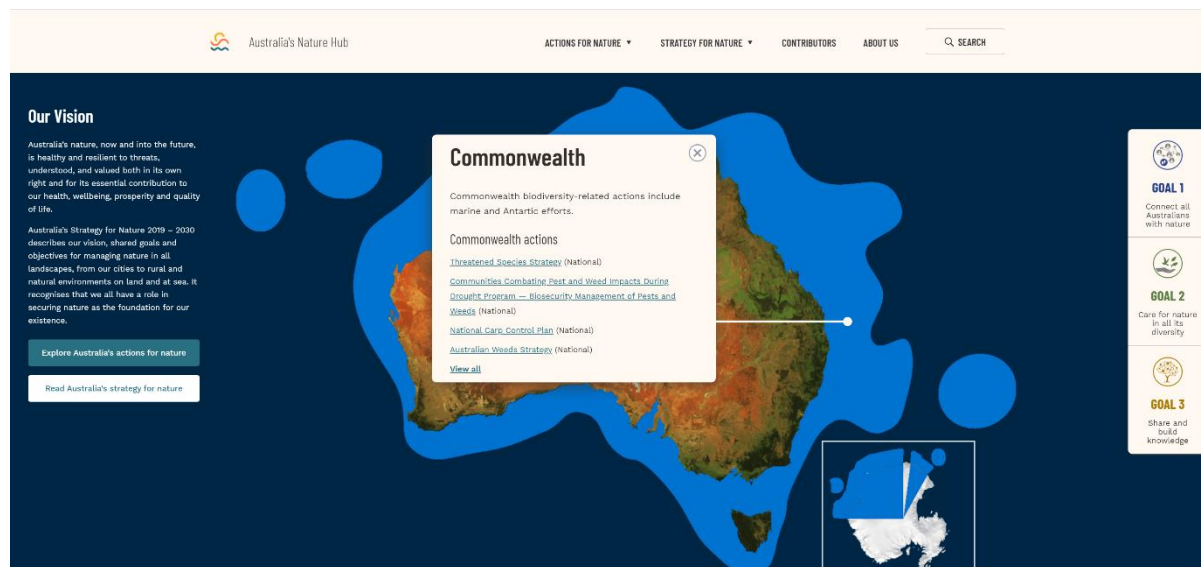 Australia's Nature Hub
ACTIONS FOR NATURE
STRATEGY FOR NATURE
CONTRIBUTORS
ABOUT US
SEARCH
Our Vision
Australia's nature, now and into the future,
is healthy and resilient to threats,
understood, and valued both in its own
right and for its essential contribution to
our health, wellbeing, prosperity and quality
of life.
Australia's Strategy for Nature 2019 – 2030
describes our vision, shared goals and
objectives for managing nature in all
landscapes, from our cities to rural and
natural environments on land and at sea. It
recognises that we all have a role in
securing nature as the foundation for our
existence.
Explore Australia's actions for nature
Read Australia's strategy for nature
Commonwealth
Commonwealth biodiversity-related actions include
marine and Antartic efforts.
Commonwealth actions
Threatened Species Strategy (National)
Communities Combating Pest and Weed Impacts During
Drought Program — Biosecurity Management of Pests and
Weeds (National)
National Carp Control Plan (National)
Australian Weeds Strategy (National)
View all
GOAL 1
Connect all
Australians
with nature
GOAL 2
Care for nature
in all its
diversity
GOAL 3
Share and
build
knowledge